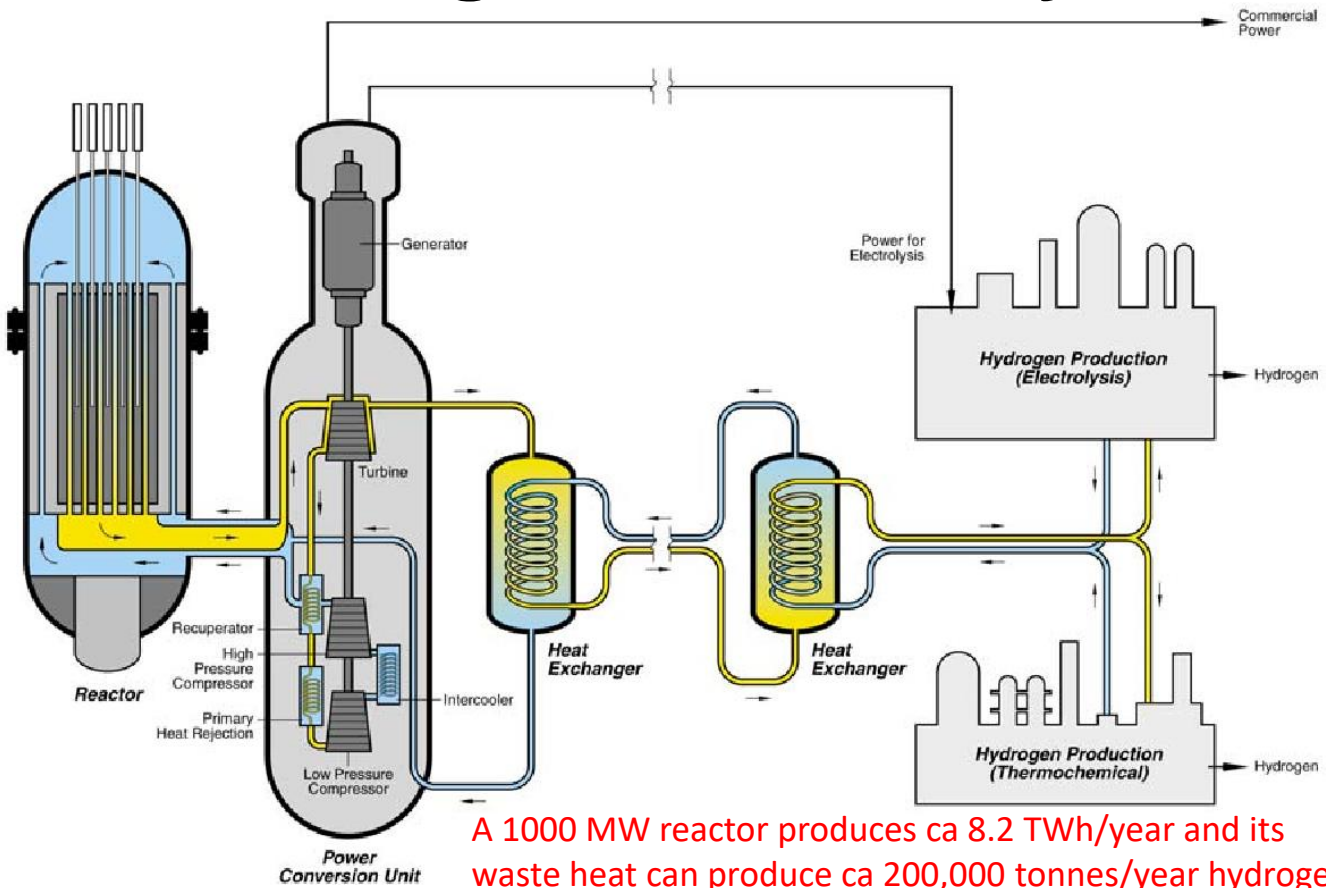 Commercial
Power
Generator
Power for
Electrolysis
Hydrogen Production
(Electrolysis)
Hydrogen
Turbine
Recuperator
High
Pressure
Compressor
Heat
Exchanger
Heat
Exchanger
Reactor
Intercooler
Primary
Heat Rejection
Low Pressure
Compressor
Hydrogen Production
(Thermochemical)
Hydrogen
Power
Conversion Unit
A 1000 MW reactor produces ca 8.2 TWh/year and its
waste heat can produce ca 200,000 tonnes/year